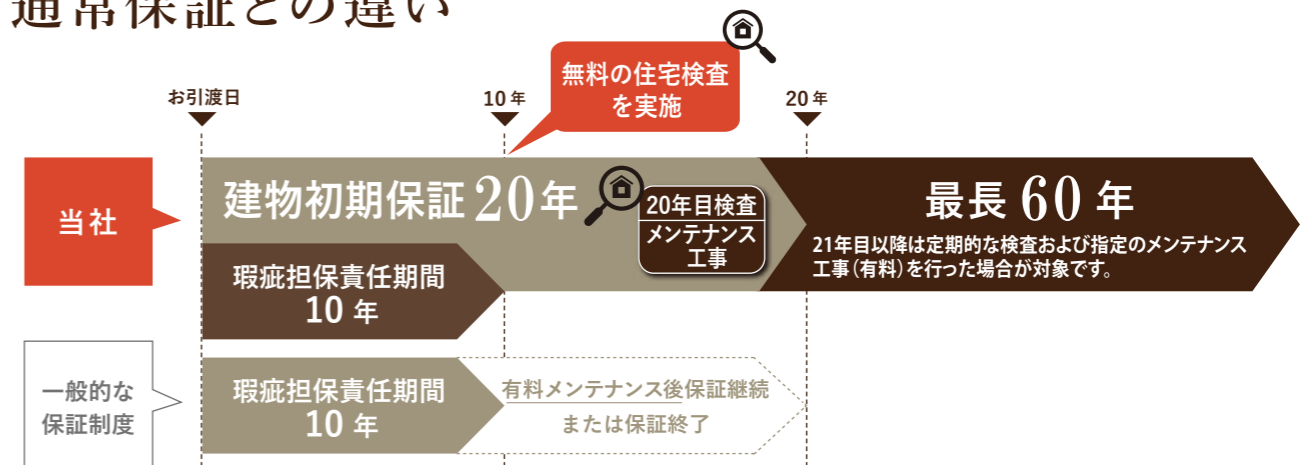 通常保証との違い
無料の住宅検査
を実施
お引渡日
10年
20年
当社
建物初期保証20年
20年目検査
メンテナンス
工事
最長60年
21年目以降は定期的な検査および指定のメンテナンス
工事(有料)を行った場合が対象です。
瑕疵担保責任期間
10年
一般的な
保証制度
瑕疵担保責任期間
10年
有料メンテナンス後保証継続
または保証終了